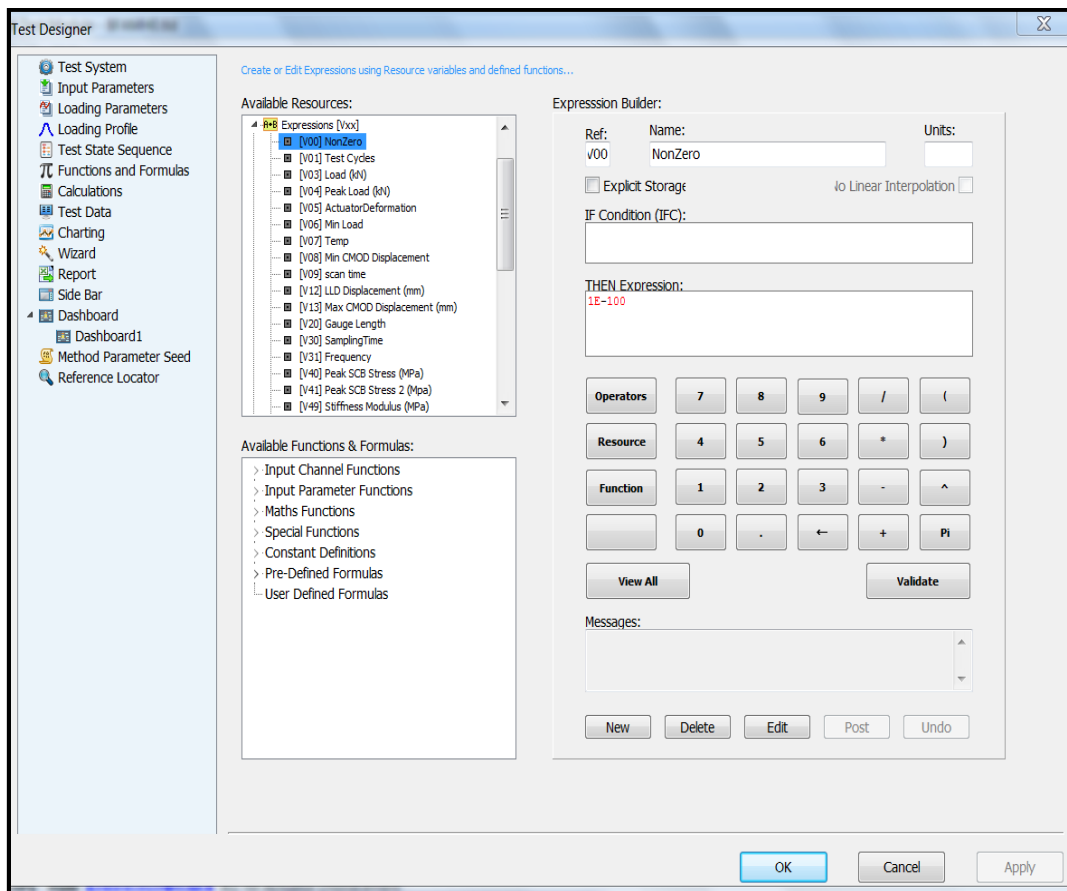 Test Designer
Test System
Input Parameters
Loading Parameters
Loading Profile
Test State Sequence
Functions and Formulas
Calculations
Test Data
Charting
Wizard
Report
Side Bar
Dashboard
Dashboard1
Method Parameter Seed
Reference Locator
Create or Edit Expressions using Resource variables and defined functions...
Available Resources:
A+B Expressions [Vxx]
[V00] NonZero
[V01] Test Cycles
[V03] Load (kN)
[V04] Peak Load (kN)
[V05] ActuatorDeformation
[V06] Min Load
[V07] Temp
[V08] Min CMOD Displacement
[V09] scan time
[V12] LLD Displacement (mm)
[V13] Max CMOD Displacement (mm)
[V20] Gauge Length
[V30] SamplingTime
[V31] Frequency
[V40] Peak SCB Stress (MPa)
[V41] Peak SCB Stress 2 (Mpa)
[V49] Stiffness Modulus (MPa)
Available Functions & Formulas:
Input Channel Functions
Input Parameter Functions
Maths Functions
Special Functions
Constant Definitions
Pre-Defined Formulas
User Defined Formulas
Expresssion Builder:
Ref: Name: Units:
V00 NonZero
Explicit Storage No Linear Interpolation
IF Condition (IFC):
THEN Expression:
1E-100
Operators 7 8 9 / (
Resource 4 5 6 * )
Function 1 2 3 - ^
0 . ← + Pi
View All Validate
Messages:
New Delete Edit Post Undo
OK Cancel Apply